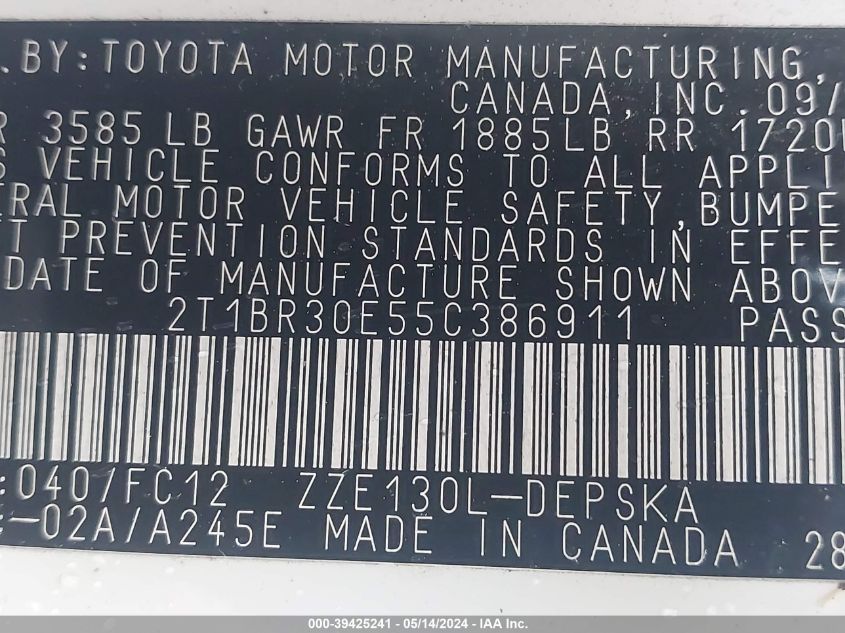 . BY: TOYOTA MOTOR MANUFACTURING,
CANADA, INC. 09/
R 3585 LB GAWR FR 1885LB RR 1720
S VEHICLE CONFORMS TO ALL APPLI
ERAL MOTOR VEHICLE SAFETY, BUMPE
T PREVENTION STANDARDS IN EFFE
DATE OF MANUFACTURE SHOWN ABOV
2T1BR30E55C386911 PASS
:040/FC12 ZZE130L-DEPSKA
:-02A/A245E MADE IN CANADA 28
000-39425241 - 05/14/2024 - IAA Inc.